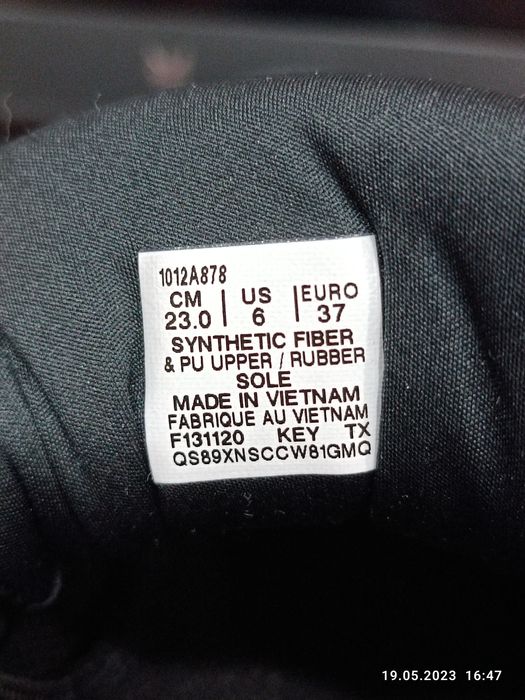 1012A878
CM | US | EURO
23.0 | 6 | 37
SYNTHETIC FIBER
& PU UPPER / RUBBER
SOLE
MADE IN VIETNAM
FABRIQUE AU VIETNAM
F131120 KEY TX
QS89XNSCCW81GMQ
19.05.2023 16:47